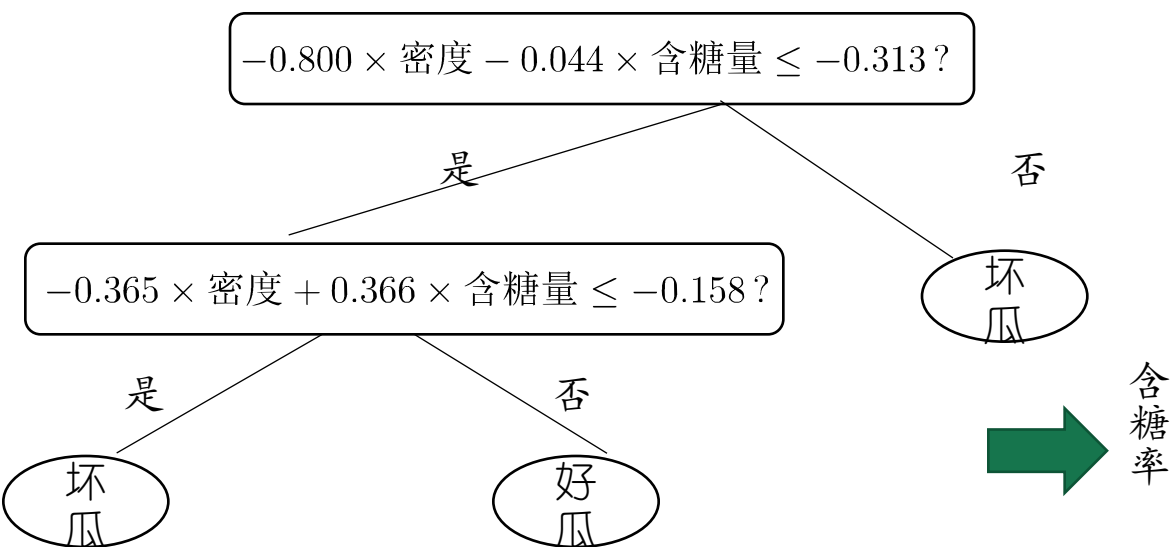 −0.800 × 密度 − 0.044 × 含糖量 ≤ −0.313?
是
否
−0.365 × 密度 + 0.366 × 含糖量 ≤ −0.158?
坏
瓜
是
否
含
糖
率
坏
瓜
好
瓜